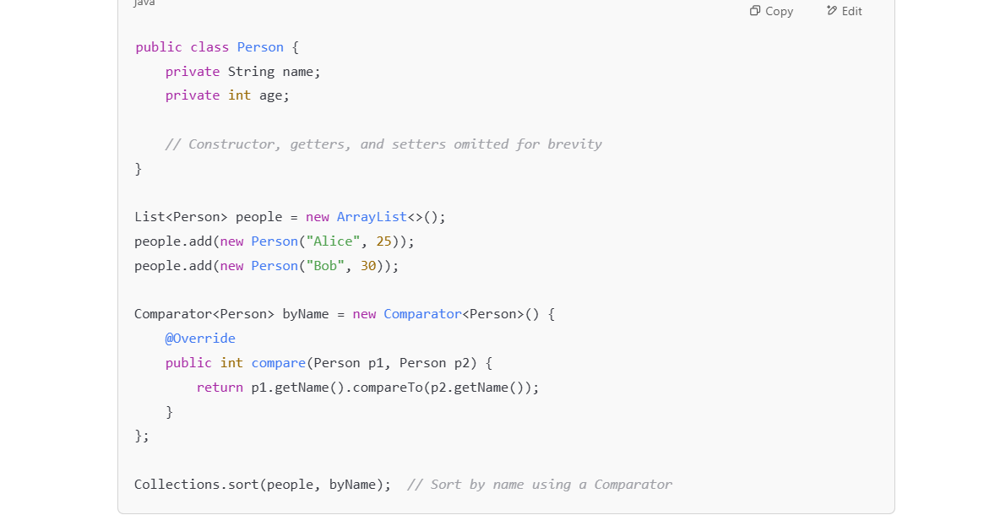 java
Copy Edit
public class Person {
    private String name;
    private int age;

    // Constructor, getters, and setters omitted for brevity
}

List<Person> people = new ArrayList<>();
people.add(new Person("Alice", 25));
people.add(new Person("Bob", 30));

Comparator<Person> byName = new Comparator<Person>() {
    @Override
    public int compare(Person p1, Person p2) {
        return p1.getName().compareTo(p2.getName());
    }
};

Collections.sort(people, byName);  // Sort by name using a Comparator